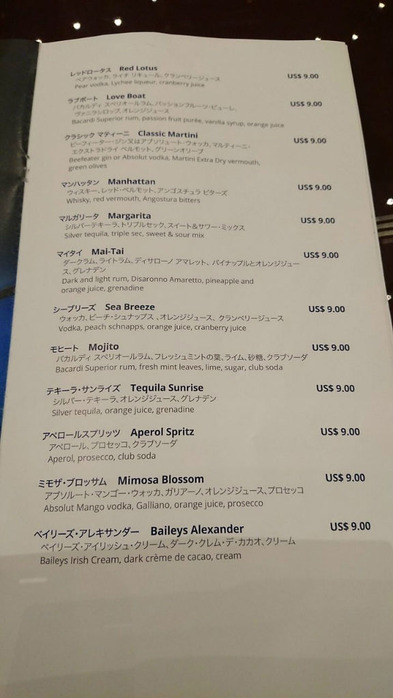 レッドロータス Red Lotus US$ 9.00
ペアウォッカ、ライチ リキュール、クランベリージュース
Pear vodka, Lychee liqueur, cranberry juice
ラブボート Love Boat US$ 9.00
バカルディ スペリオールラム、パッションフルーツ・ピューレ、
ヴァニラシロップ、オレンジジュース
Bacardi Superior rum, passion fruit purée, vanilla syrup, orange juice
クラシック マティーニ Classic Martini US$ 9.00
ビーフィーター・ジン又はアブソリュート・ウォッカ、マルティーニ・
エクストラドライ ベルモット、グリーンオリーブ
Beefeater gin or Absolut vodka, Martini Extra Dry vermouth,
green olives
マンハッタン Manhattan US$ 9.00
ウィスキー、レッド・ベルモット、アンゴスチュラ ビターズ
Whisky, red vermouth, Angostura bitters
マルガリータ Margarita US$ 9.00
シルバーテキーラ、トリプルセック、スイート&サワー・ミックス
Silver tequila, triple sec, sweet & sour mix
マイタイ Mai-Tai US$ 9.00
ダークラム、ライトラム、ディサローノ アマレット、パイナップルとオレンジジュー
ス、グレナデン
Dark and light rum, Disaronno Amaretto, pineapple and
orange juice, grenadine
シーブリーズ Sea Breeze US$ 9.00
ウォッカ、ピーチ・シュナップス、オレンジジュース、クランベリージュース
Vodka, peach schnapps, orange juice, cranberry juice
モヒート Mojito US$ 9.00
バカルディ スペリオールラム、フレッシュミントの葉、ライム、砂糖、クラブソーダ
Bacardi Superior rum, fresh mint leaves, lime, sugar, club soda
テキーラ・サンライズ Tequila Sunrise US$ 9.00
シルバー・テキーラ、オレンジジュース、グレナデン
Silver tequila, orange juice, grenadine
アペロールスプリッツ Aperol Spritz US$ 9.00
アペロール、プロセッコ、クラブソーダ
Aperol, prosecco, club soda
ミモザ・ブロッサム Mimosa Blossom US$ 9.00
アブソルート・マンゴー・ウォッカ、ガリアーノ、オレンジジュース、プロセッコ
Absolut Mango vodka, Galliano, orange juice, prosecco
ベイリーズ・アレキサンダー Baileys Alexander US$ 9.00
ベイリーズ・アイリッシュ・クリーム、ダーク・クレム・デ・カカオ、クリーム
Baileys Irish Cream, dark crème de cacao, cream